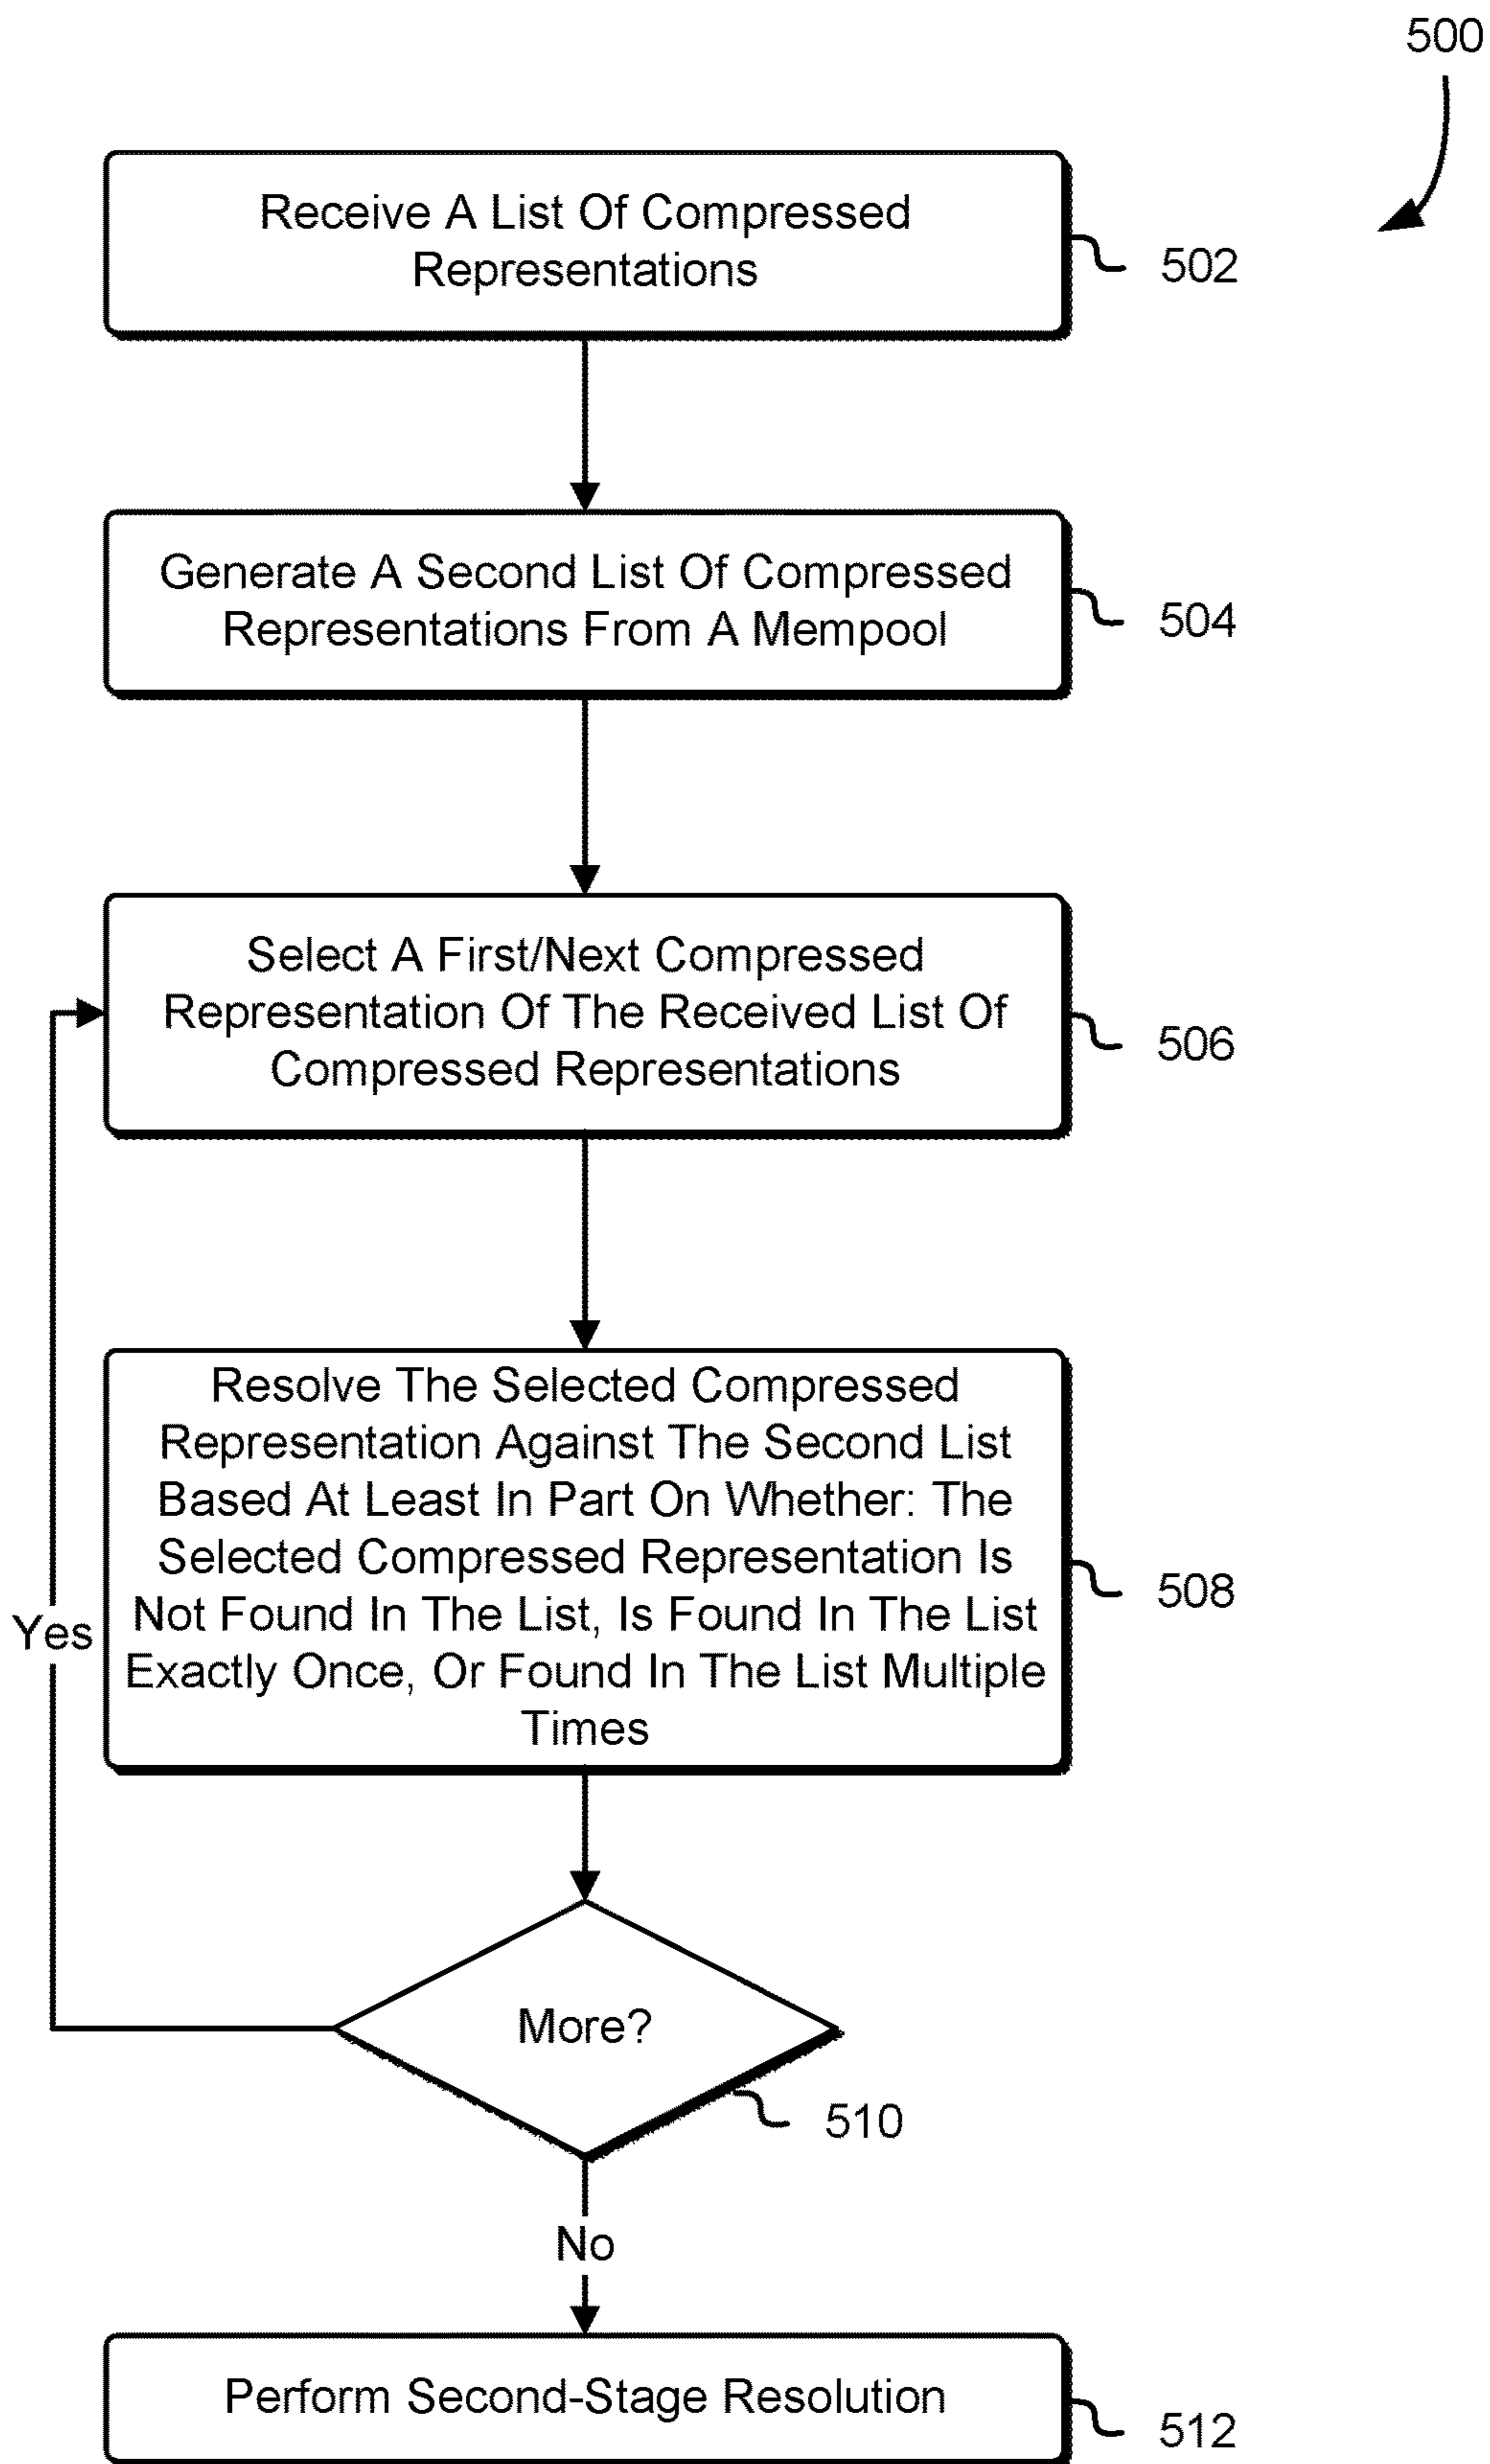 500
Receive A List Of Compressed
Representations
502
Generate A Second List Of Compressed
Representations From A Mempool
504
Select A First/Next Compressed
Representation Of The Received List Of
Compressed Representations
506
Resolve The Selected Compressed
Representation Against The Second List
Based At Least In Part On Whether: The
Selected Compressed Representation Is
Not Found In The List, Is Found In The List
Exactly Once, Or Found In The List Multiple
Times
508
Yes
More?
510
No
Perform Second-Stage Resolution
512